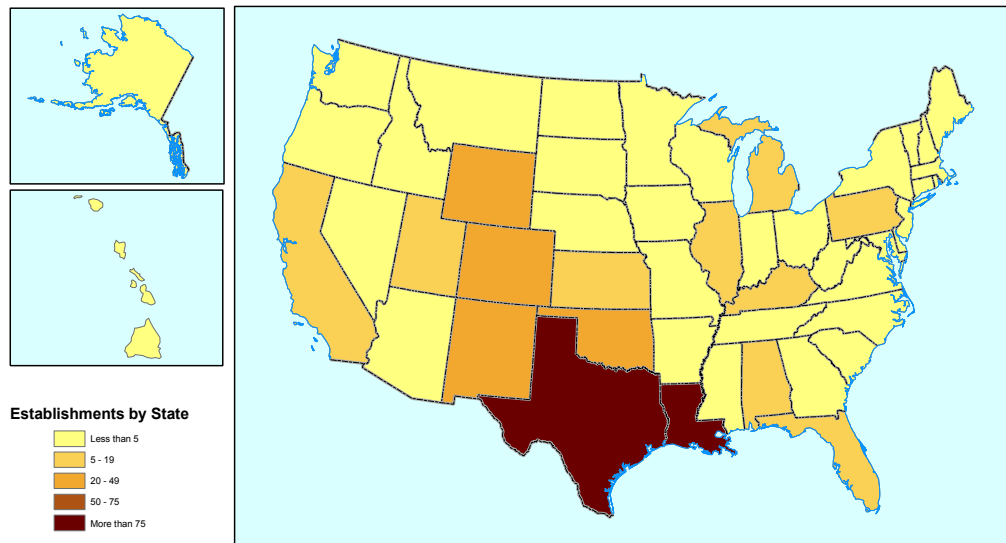 Establishments by State
Less than 5
5 - 19
20 - 49
50 - 75
More than 75